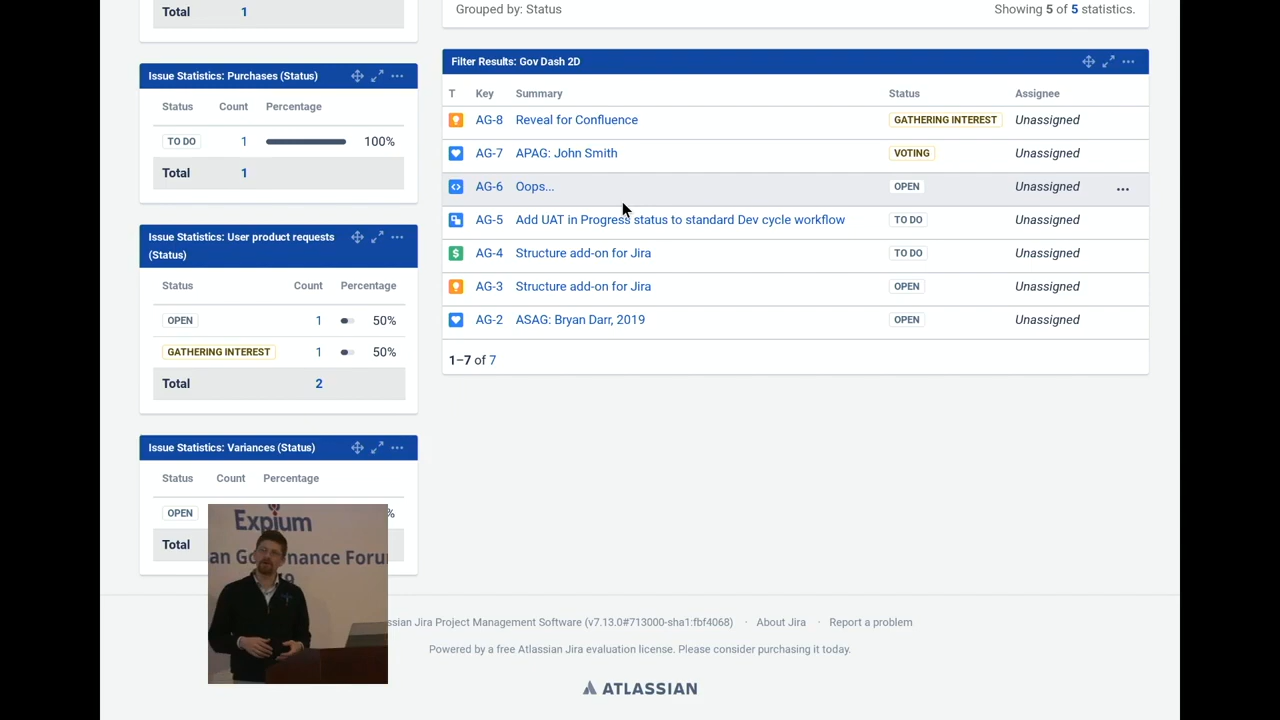 Total 1
Grouped by: Status Showing 5 of 5 statistics.
Issue Statistics: Purchases (Status)
Status Count Percentage
TO DO 1 100%
Total 1
Issue Statistics: User product requests
(Status)
Status Count Percentage
OPEN 1 50%
GATHERING INTEREST 1 50%
Total 2
Issue Statistics: Variances (Status)
Status Count Percentage
OPEN %
Total
Filter Results: Gov Dash 2D
T Key Summary Status Assignee
AG-8 Reveal for Confluence GATHERING INTEREST Unassigned
AG-7 APAG: John Smith VOTING Unassigned
AG-6 Oops... OPEN Unassigned
AG-5 Add UAT in Progress status to standard Dev cycle workflow TO DO Unassigned
AG-4 Structure add-on for Jira TO DO Unassigned
AG-3 Structure add-on for Jira OPEN Unassigned
AG-2 ASAG: Bryan Darr, 2019 OPEN Unassigned
1–7 of 7
Expium
an Governance Foru
19
ssian Jira Project Management Software (v7.13.0#713000-sha1:fbf4068) · About Jira · Report a problem
Powered by a free Atlassian Jira evaluation license. Please consider purchasing it today.
ATLASSIAN